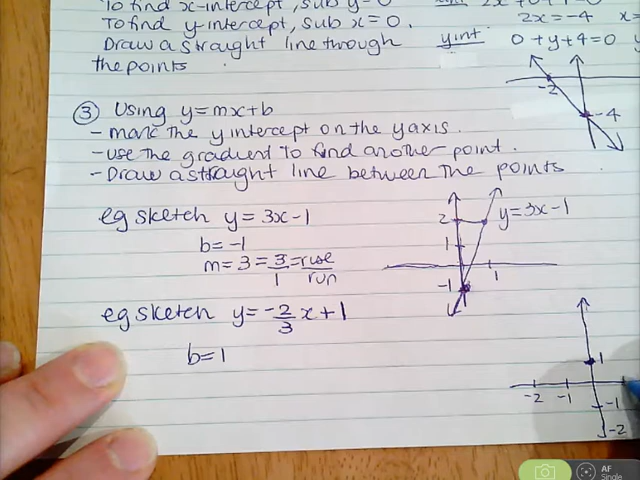 To find x-intercept, sub y=0
To find y-intercept, sub x=0.
Draw a straight line through
the points
2x = -4 x=
y int 0+y+4=0 y
-2
-4
③ Using y=mx+b
- mark the y intercept on the y axis.
- use the gradient to find another point.
- Draw a straight line between the points
eg sketch y = 3x-1
b = -1
m = 3 = 3/1 = rise/run
2
1
-1
1
y=3x-1
eg sketch y = -2/3 x + 1
b = 1
1
-2 -1
-1
-2
AF
Single